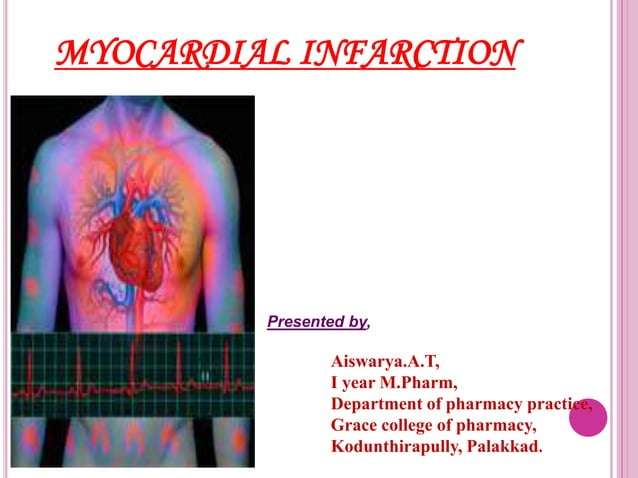 MYOCARDIAL INFARCTION
Presented by,
Aiswarya.A.T,
I year M.Pharm,
Department of pharmacy practice,
Grace college of pharmacy,
Kodunthirapully, Palakkad.